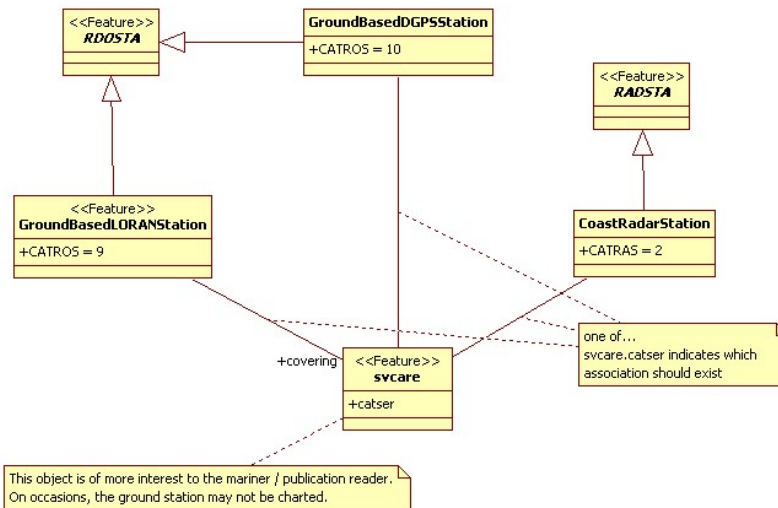 <<Feature>>
RDOSTA
GroundBasedDGPSStation
+CATROS = 10
<<Feature>>
RADSTA
<<Feature>>
GroundBasedLORANStation
+CATROS = 9
CoastRadarStation
+CATRAS = 2
one of...
svcare.catser indicates which
association should exist
+covering
<<Feature>>
svcare
+catser
This object is of more interest to the mariner / publication reader.
On occasions, the ground station may not be charted.